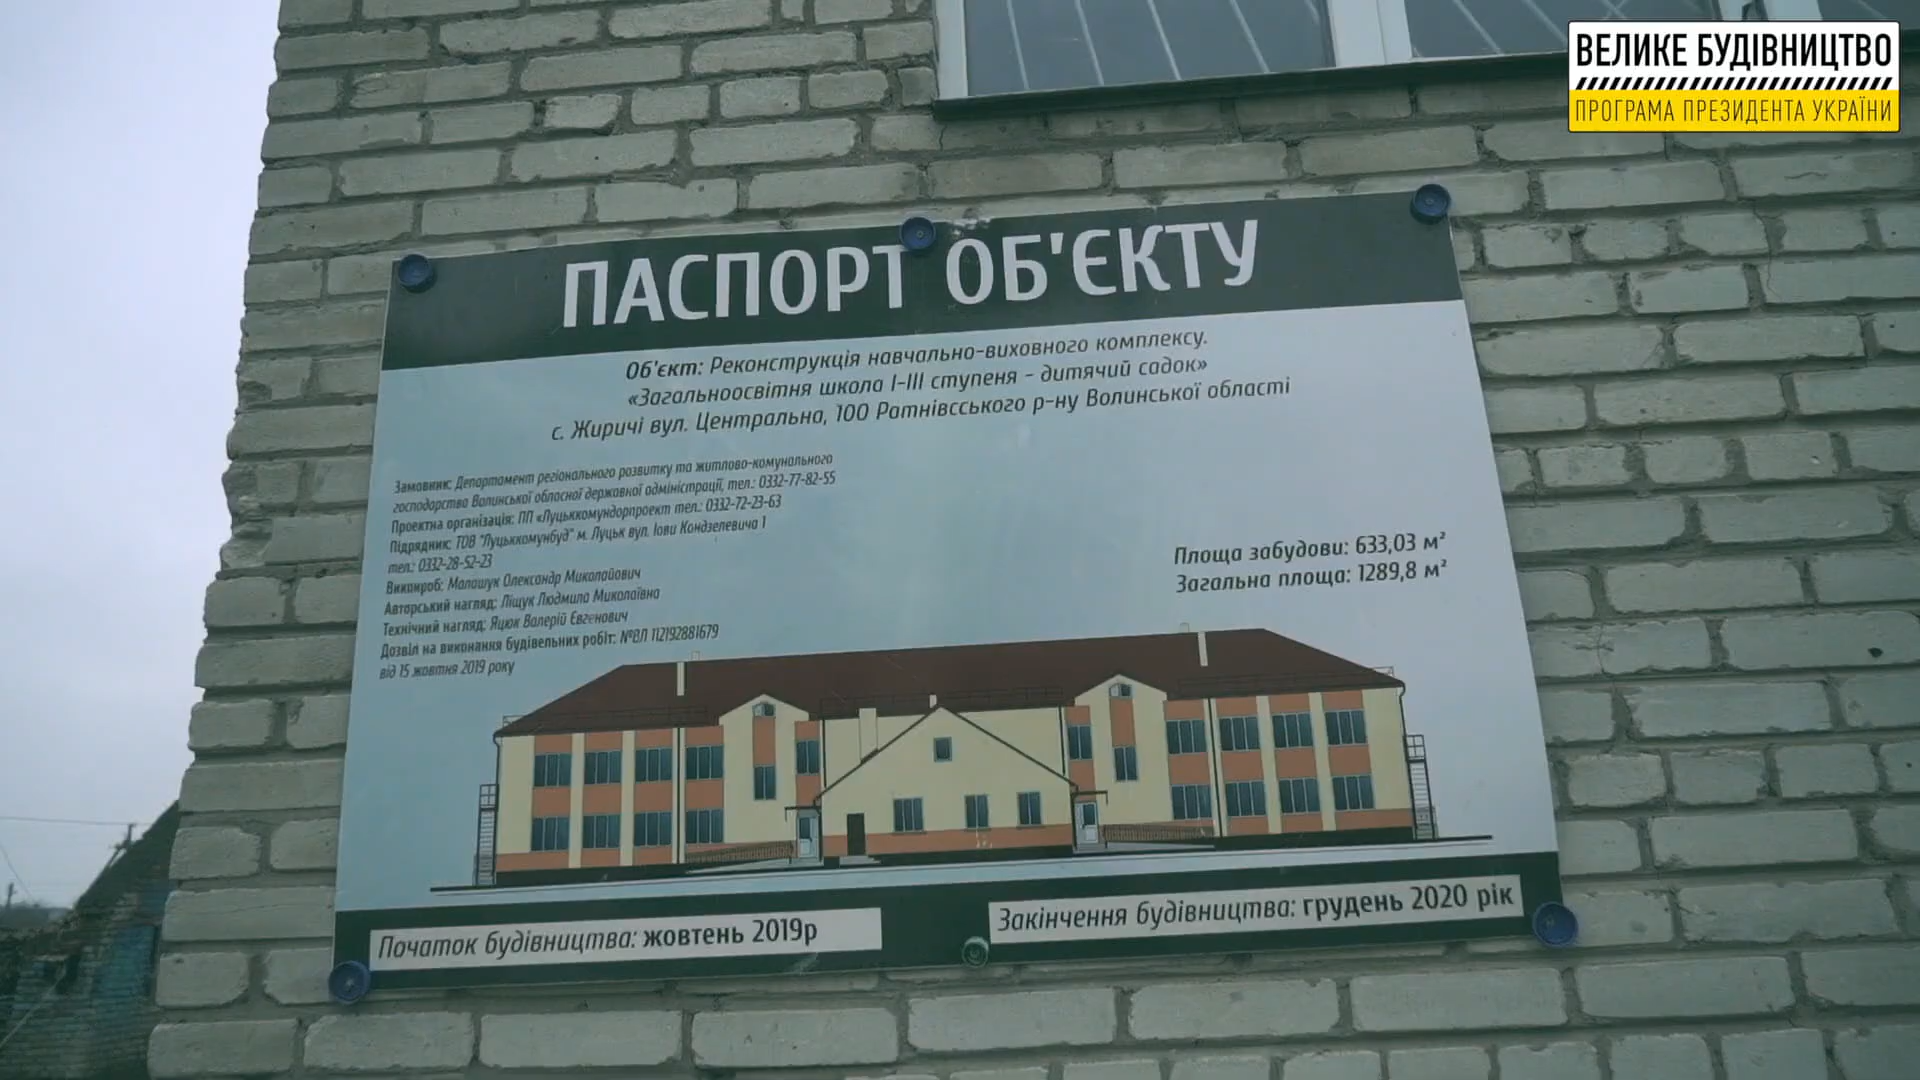 ВЕЛИКЕ БУДІВНИЦТВО
ПРОГРАМА ПРЕЗИДЕНТА УКРАЇНИ
ПАСПОРТ ОБ'ЄКТУ
Об'єкт: Реконструкція навчально-виховного комплексу.
«Загальноосвітня школа І-ІІІ ступеня - дитячий садок»
с. Жиричі вул. Центральна, 100 Ратнівсського р-ну Волинської області
Замовник: Департамент регіонального розвитку та житлово-комунального
господарства Волинської обласної державної адміністрації, тел.: 0332-77-82-55
Проектна організація: ПП «Луцьккомундорпроект тел.: 0332-72-23-63
Підрядник: ТОВ "Луцьккомунбуд" м. Луцьк вул. Іови Кондзелевича 1
тел.: 0332-28-52-23
Виконроб: Малашук Олександр Миколайович
Авторський нагляд: Ліщук Людмила Миколаївна
Технічний нагляд: Яцюк Валерій Евгенович
Дозвіл на виконання будівельних робіт: №ВЛ 112192881679
від 15 жовтня 2019 року
Площа забудови: 633,03 м²
Загальна площа: 1289,8 м²
Початок будівництва: жовтень 2019р
Закінчення будівництва: грудень 2020 рік